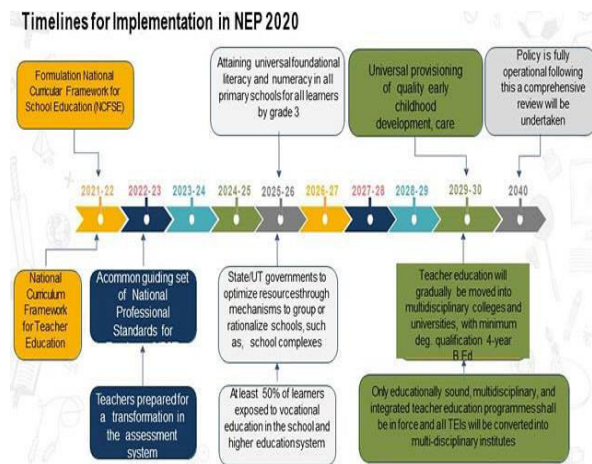 Timelines for Implementation in NEP 2020
Formulation National
Curricular Framework for
School Education (NCFSE)
Attaining universal foundational
literacy and numeracy in all
primary schools for all learners
by grade 3
Universal provisioning
of quality early
childhood
development, care
Policy is fully
operational following
this a comprehensive
review will be
undertaken
2021-22
2022-23
2023-24
2024-25
2025-26
2026-27
2027-28
2028-29
2029-30
2040
National
Curriculum
Framework
for Teacher
Education
Acommon guiding set
of National
Professional
Standards for
State/UT governments to
optimize resourcesthrough
mechanisms to group or
rationalize schools, such
as, school complexes
Teacher education will
gradually be moved into
multidisciplinary colleges and
universities, with minimum
deg. qualification 4-year
B.Ed
Teachers prepared for
a transformation in
the assessment
system
At least 50% of learners
exposed to vocational
education in the school and
higher education system
Only educationally sound, multidisciplinary, and
integrated teacher education programmes shall
be in force and all TEIs will be converted into
multi-disciplinary institutes